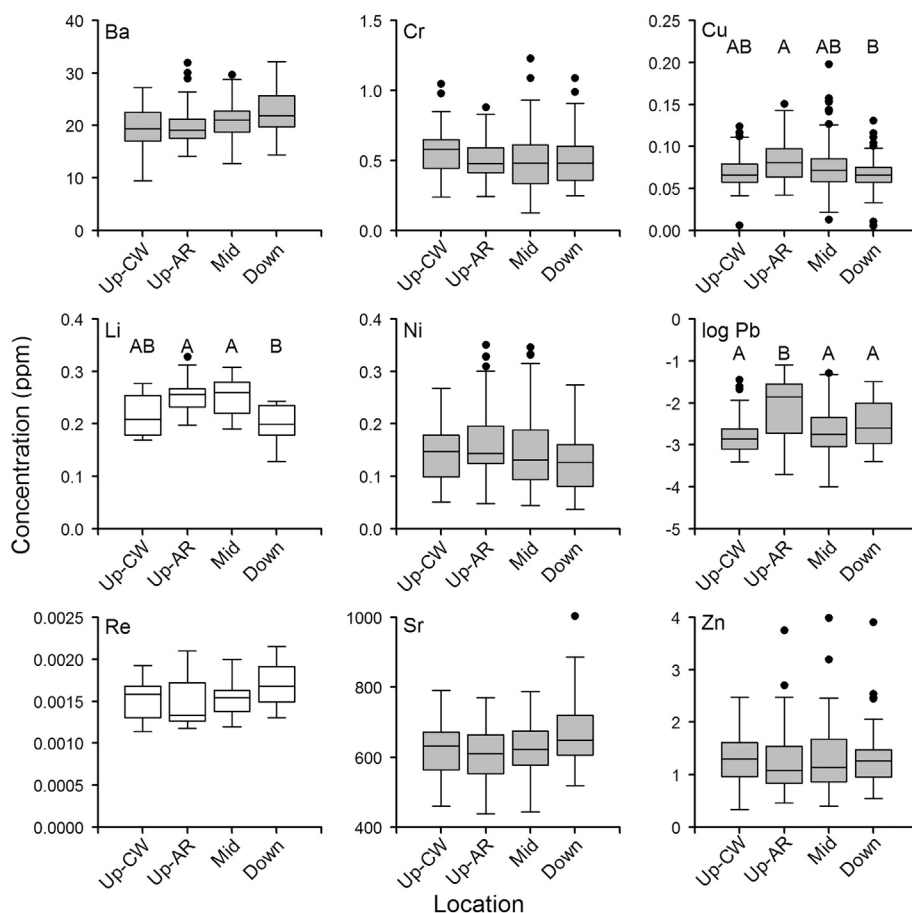 Concentration (ppm)
Ba
40
30
20
10
0
Up-CW Up-AR Mid Down
Cr
1.5
1.0
0.5
0.0
Up-CW Up-AR Mid Down
Cu
AB A AB B
0.25
0.20
0.15
0.10
0.05
0.00
Up-CW Up-AR Mid Down
Li
AB A A B
0.4
0.3
0.2
0.1
0.0
Up-CW Up-AR Mid Down
Ni
0.4
0.3
0.2
0.1
0.0
Up-CW Up-AR Mid Down
log Pb
A B A A
0
-1
-2
-3
-4
-5
Up-CW Up-AR Mid Down
Re
0.0025
0.0020
0.0015
0.0010
0.0005
0.0000
Up-CW Up-AR Mid Down
Sr
1000
800
600
400
Up-CW Up-AR Mid Down
Zn
4
3
2
1
0
Up-CW Up-AR Mid Down
Location